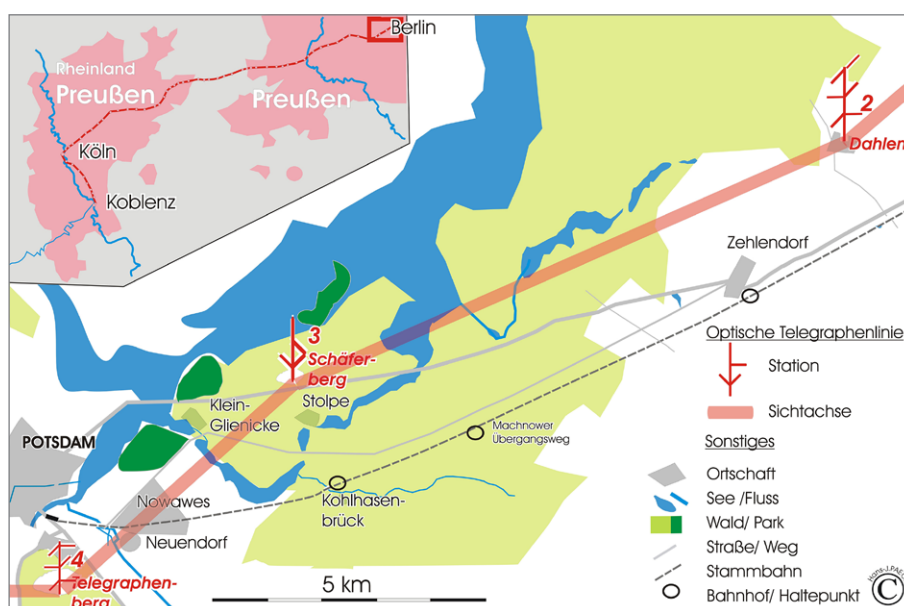 Berlin
Rheinland
Preußen
Preußen
Köln
Koblenz
2
Dahlem
Zehlendorf
3
Schäfer-
berg
Stolpe
Klein-
Glienicke
POTSDAM
Machnower
Übergangsweg
Nowawes
Kohlhasen-
brück
Neuendorf
4
Telegraphen-
berg
5 km
Optische Telegraphenlinie
Station
Sichtachse
Sonstiges
Ortschaft
See /Fluss
Wald/ Park
Straße/ Weg
Stammbahn
Bahnhof/ Haltepunkt
©